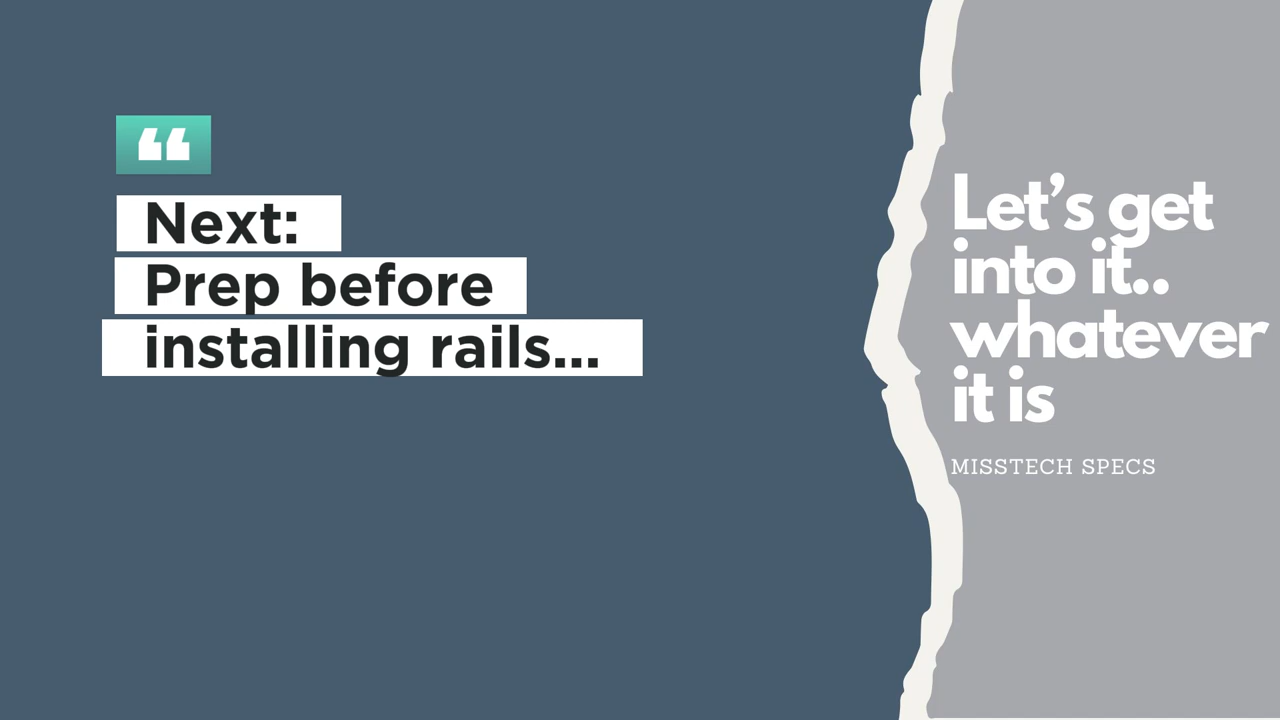 ❝
Next:
Prep before
installing rails...
Let’s get
into it..
whatever
it is
MISSTECH SPECS